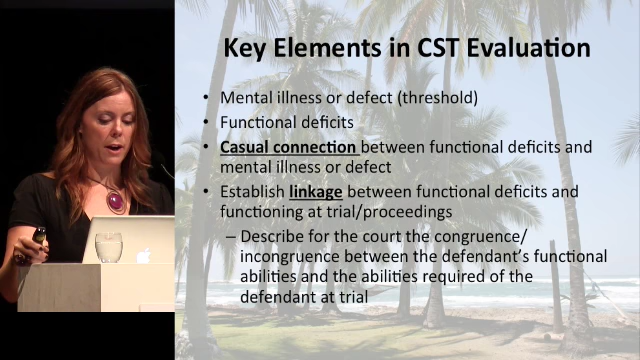 Key Elements in CST Evaluation
• Mental illness or defect (threshold)
• Functional deficits
• Casual connection between functional deficits and
mental illness or defect
• Establish linkage between functional deficits and
functioning at trial/proceedings
– Describe for the court the congruence/
incongruence between the defendant's functional
abilities and the abilities required of the
defendant at trial